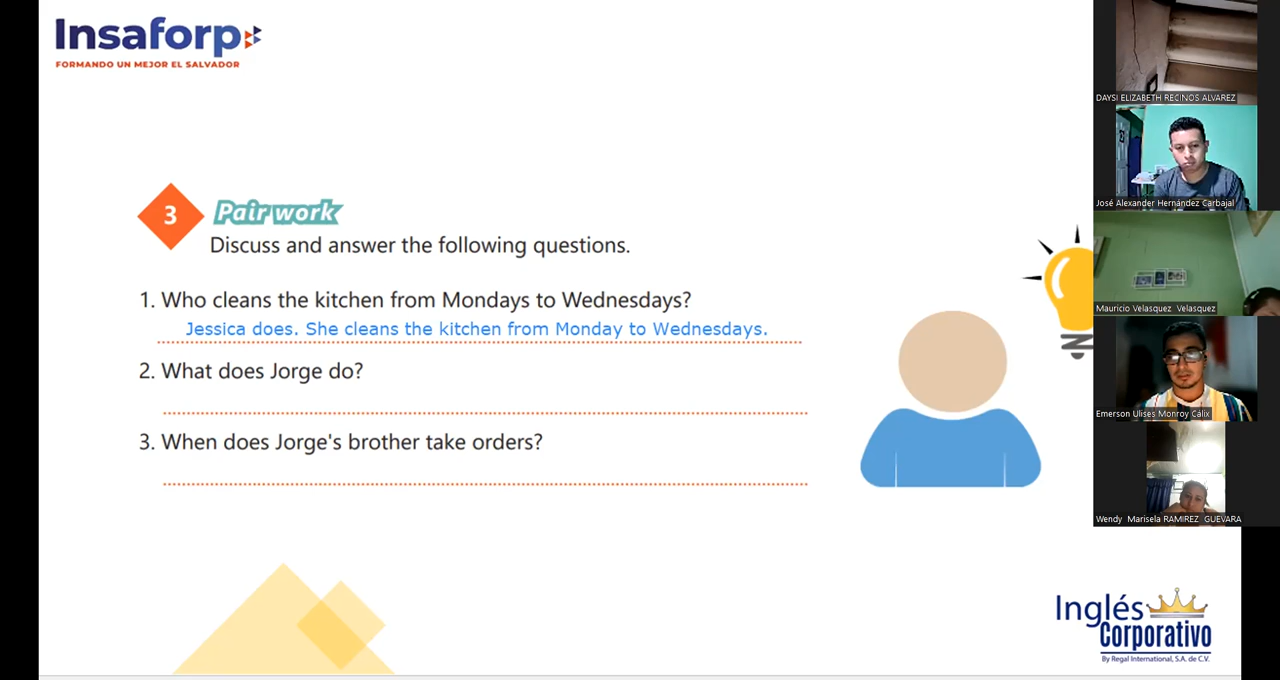 Insaforp
FORMANDO UN MEJOR EL SALVADOR
3
Pair work
Discuss and answer the following questions.
1. Who cleans the kitchen from Mondays to Wednesdays?
Jessica does. She cleans the kitchen from Monday to Wednesdays.
2. What does Jorge do?
3. When does Jorge's brother take orders?
DAYSI ELIZABETH RECINOS ALVAREZ
José Alexander Hernández Carbajal
Mauricio Velasquez Velasquez
Emerson Ulises Monroy Cálix
Wendy Marisela RAMIREZ GUEVARA
Inglés
Corporativo
By Regal International, S.A. de C.V.